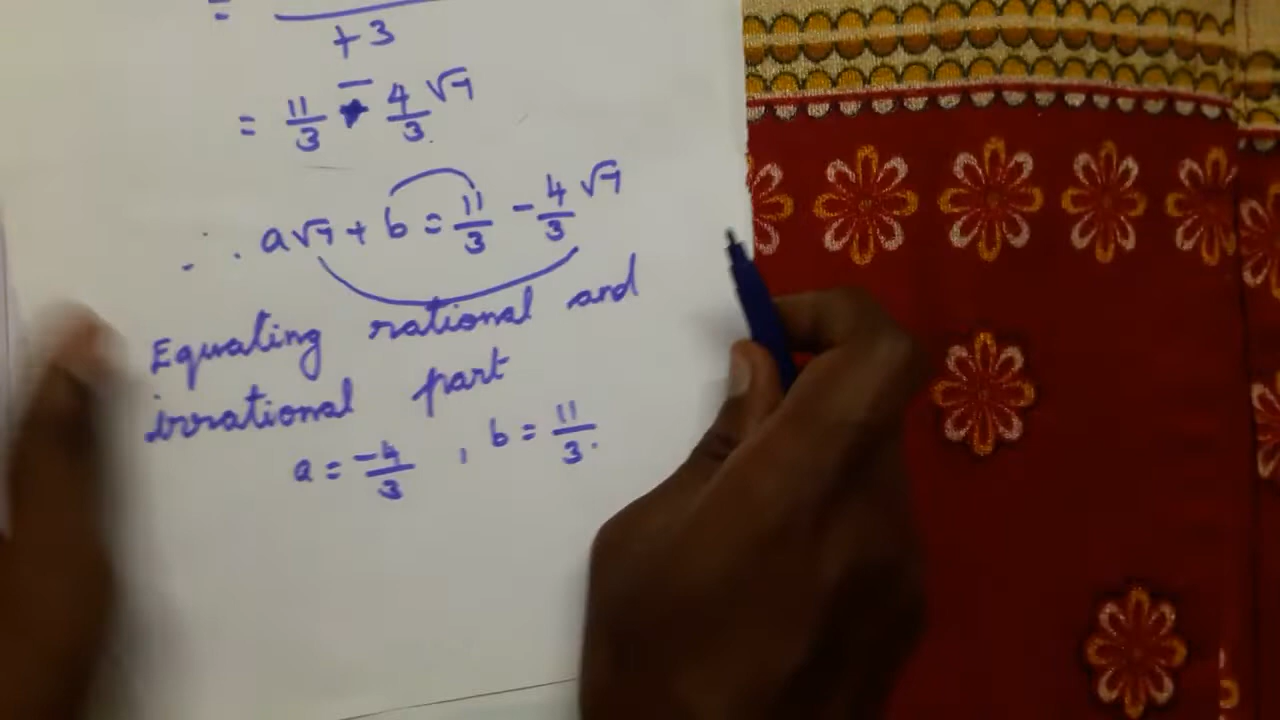 =
+3
= 11/3 - 4/3 √7
∴ a√7 + b = 11/3 - 4/3 √7
Equating rational and
irrational part
a = -4/3 , b = 11/3.